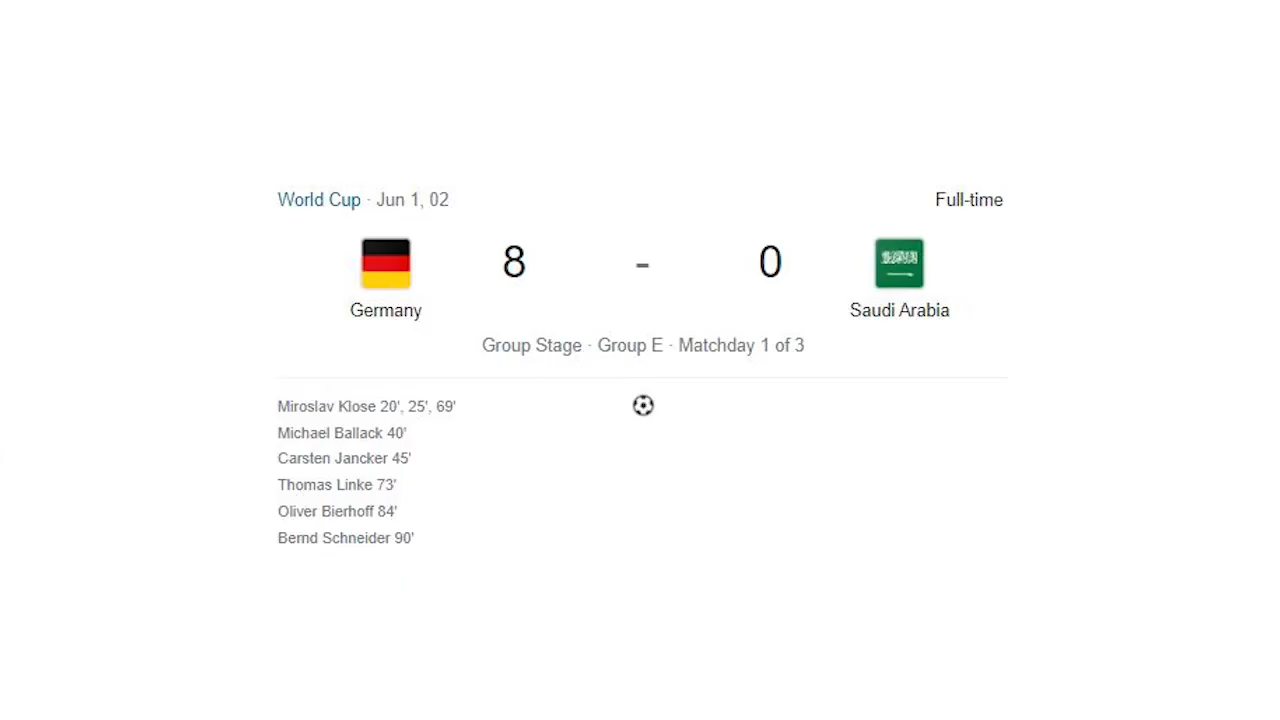 World Cup · Jun 1, 02 Full-time
8 - 0
Germany Saudi Arabia
Group Stage · Group E · Matchday 1 of 3
Miroslav Klose 20', 25', 69'
Michael Ballack 40'
Carsten Jancker 45'
Thomas Linke 73'
Oliver Bierhoff 84'
Bernd Schneider 90'